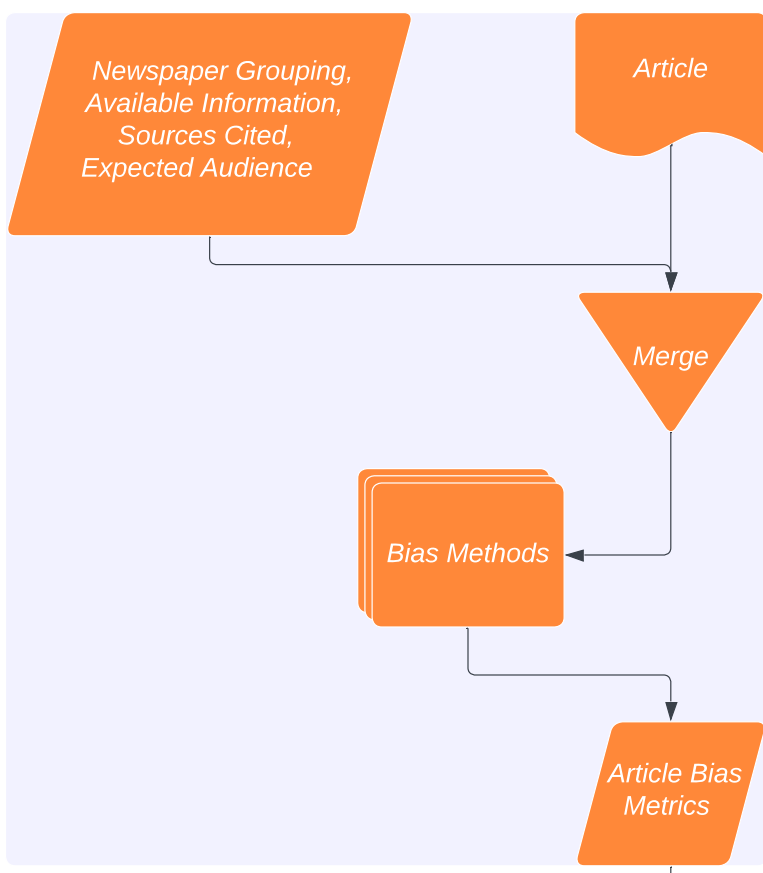 Newspaper Grouping,
Available Information,
Sources Cited,
Expected Audience
Article
Merge
Bias Methods
Article Bias
Metrics